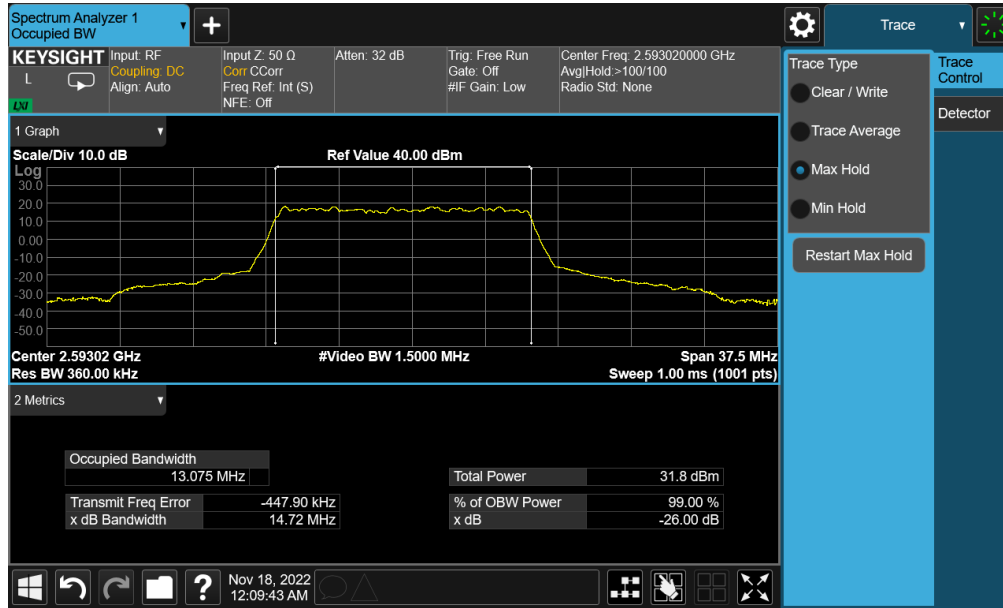 Spectrum Analyzer 1
Occupied BW
+
Trace
KEYSIGHT
L
LXI
Input: RF
Coupling: DC
Align: Auto
Input Z: 50 Ω
Corr CCorr
Freq Ref: Int (S)
NFE: Off
Atten: 32 dB
Trig: Free Run
Gate: Off
#IF Gain: Low
Center Freq: 2.593020000 GHz
Avg|Hold:>100/100
Radio Std: None
Trace Type
Clear / Write
Trace Average
Max Hold
Min Hold
Restart Max Hold
Trace
Control
Detector
1 Graph
Scale/Div 10.0 dB
Ref Value 40.00 dBm
Log
30.0
20.0
10.0
0.00
-10.0
-20.0
-30.0
-40.0
-50.0
Center 2.59302 GHz
#Video BW 1.5000 MHz
Span 37.5 MHz
Res BW 360.00 kHz
Sweep 1.00 ms (1001 pts)
2 Metrics
Occupied Bandwidth
13.075 MHz
Total Power 31.8 dBm
Transmit Freq Error -447.90 kHz
% of OBW Power 99.00 %
x dB Bandwidth 14.72 MHz
x dB -26.00 dB
?
Nov 18, 2022
12:09:43 AM